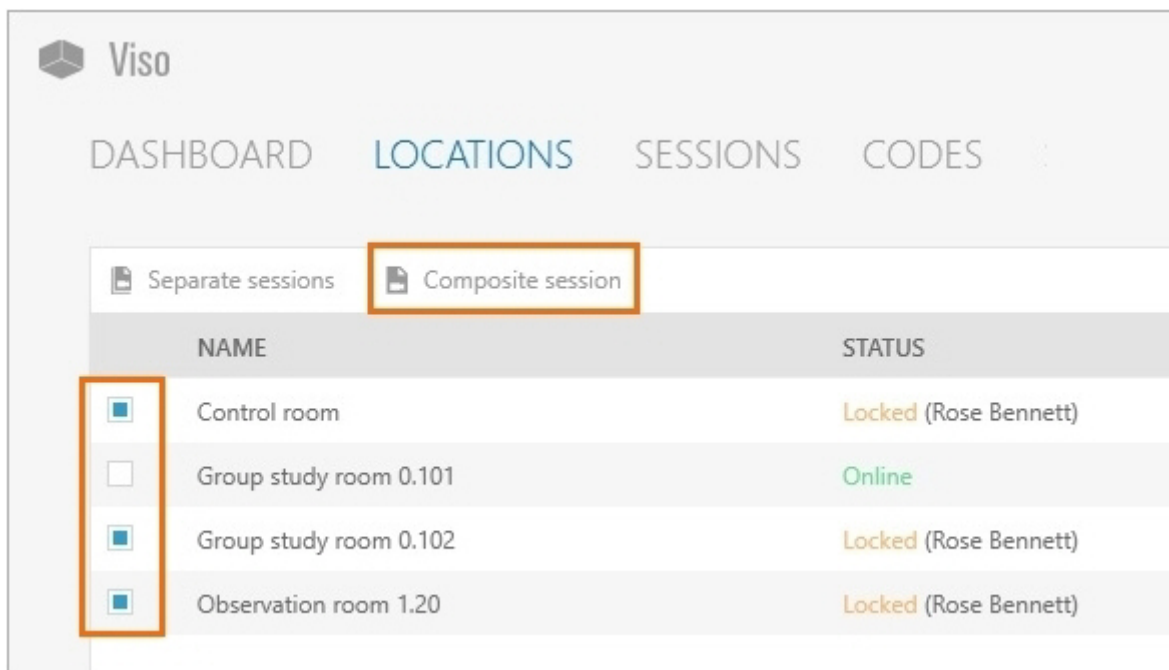 Viso
DASHBOARD LOCATIONS SESSIONS CODES
Separate sessions Composite session
NAME STATUS
Control room Locked (Rose Bennett)
Group study room 0.101 Online
Group study room 0.102 Locked (Rose Bennett)
Observation room 1.20 Locked (Rose Bennett)